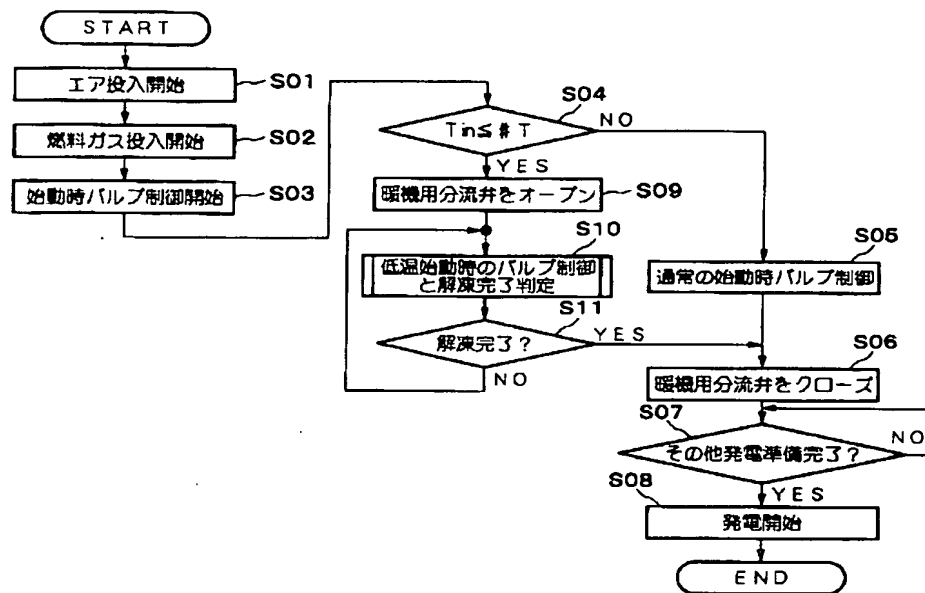 START
エア投入開始
S01
燃料ガス投入開始
S02
始動時バルブ制御開始
S03
S04
Tin≦#T
NO
YES
暖機用分流弁をオープン
S09
S10
低温始動時のバルブ制御
と解凍完了判定
S11
解凍完了?
YES
NO
S05
通常の始動時バルブ制御
S06
暖機用分流弁をクローズ
S07
その他発電準備完了?
NO
YES
S08
発電開始
END